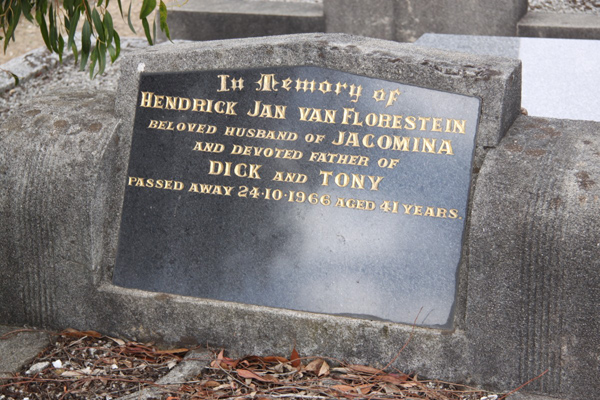 In Memory of
HENDRICK JAN VAN FLORESTEIN
BELOVED HUSBAND OF JACOMINA
AND DEVOTED FATHER OF
DICK AND TONY
PASSED AWAY 24·10·1966 AGED 41 YEARS.